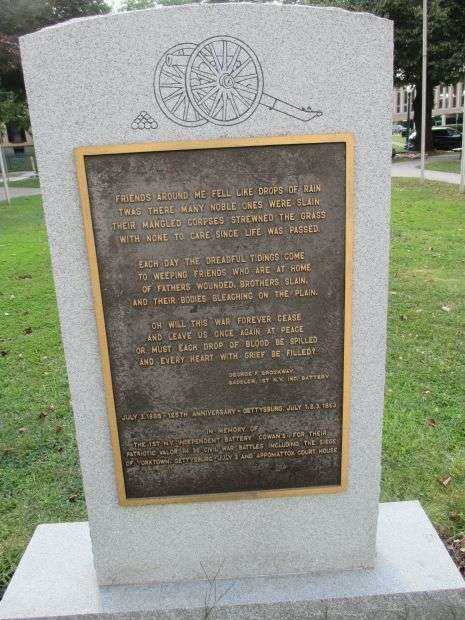 FRIENDS AROUND ME FELL LIKE DROPS OF RAIN
TWAS THERE MANY NOBLE ONES WERE SLAIN
THEIR MANGLED CORPSES STREWNED THE GRASS
WITH NONE TO CARE SINCE LIFE WAS PASSED.
EACH DAY THE DREADFUL TIDINGS COME
TO WEEPING FRIENDS WHO ARE AT HOME
OF FATHERS WOUNDED, BROTHERS SLAIN,
AND THEIR BODIES BLEACHING ON THE PLAIN.
OH WILL THIS WAR FOREVER CEASE
AND LEAVE US ONCE AGAIN AT PEACE
OR MUST EACH DROP OF BLOOD BE SPILLED
AND EVERY HEART WITH GRIEF BE FILLED?
GEORGE F. BROCKWAY,
SADDLER, 1ST N.Y. IND. BATTERY
JULY 3, 1988 - 125TH ANNIVERSARY - GETTYSBURG, JULY 1, 2, 3, 1863
IN MEMORY OF
THE 1ST N.Y. INDEPENDENT BATTERY (COWAN'S) FOR THEIR
PATRIOTIC VALOR IN CIVIL WAR BATTLES INCLUDING THE SIEGE
OF YORKTOWN, GETTYSBURG JULY 3 AND APPOMATTOX COURT HOUSE